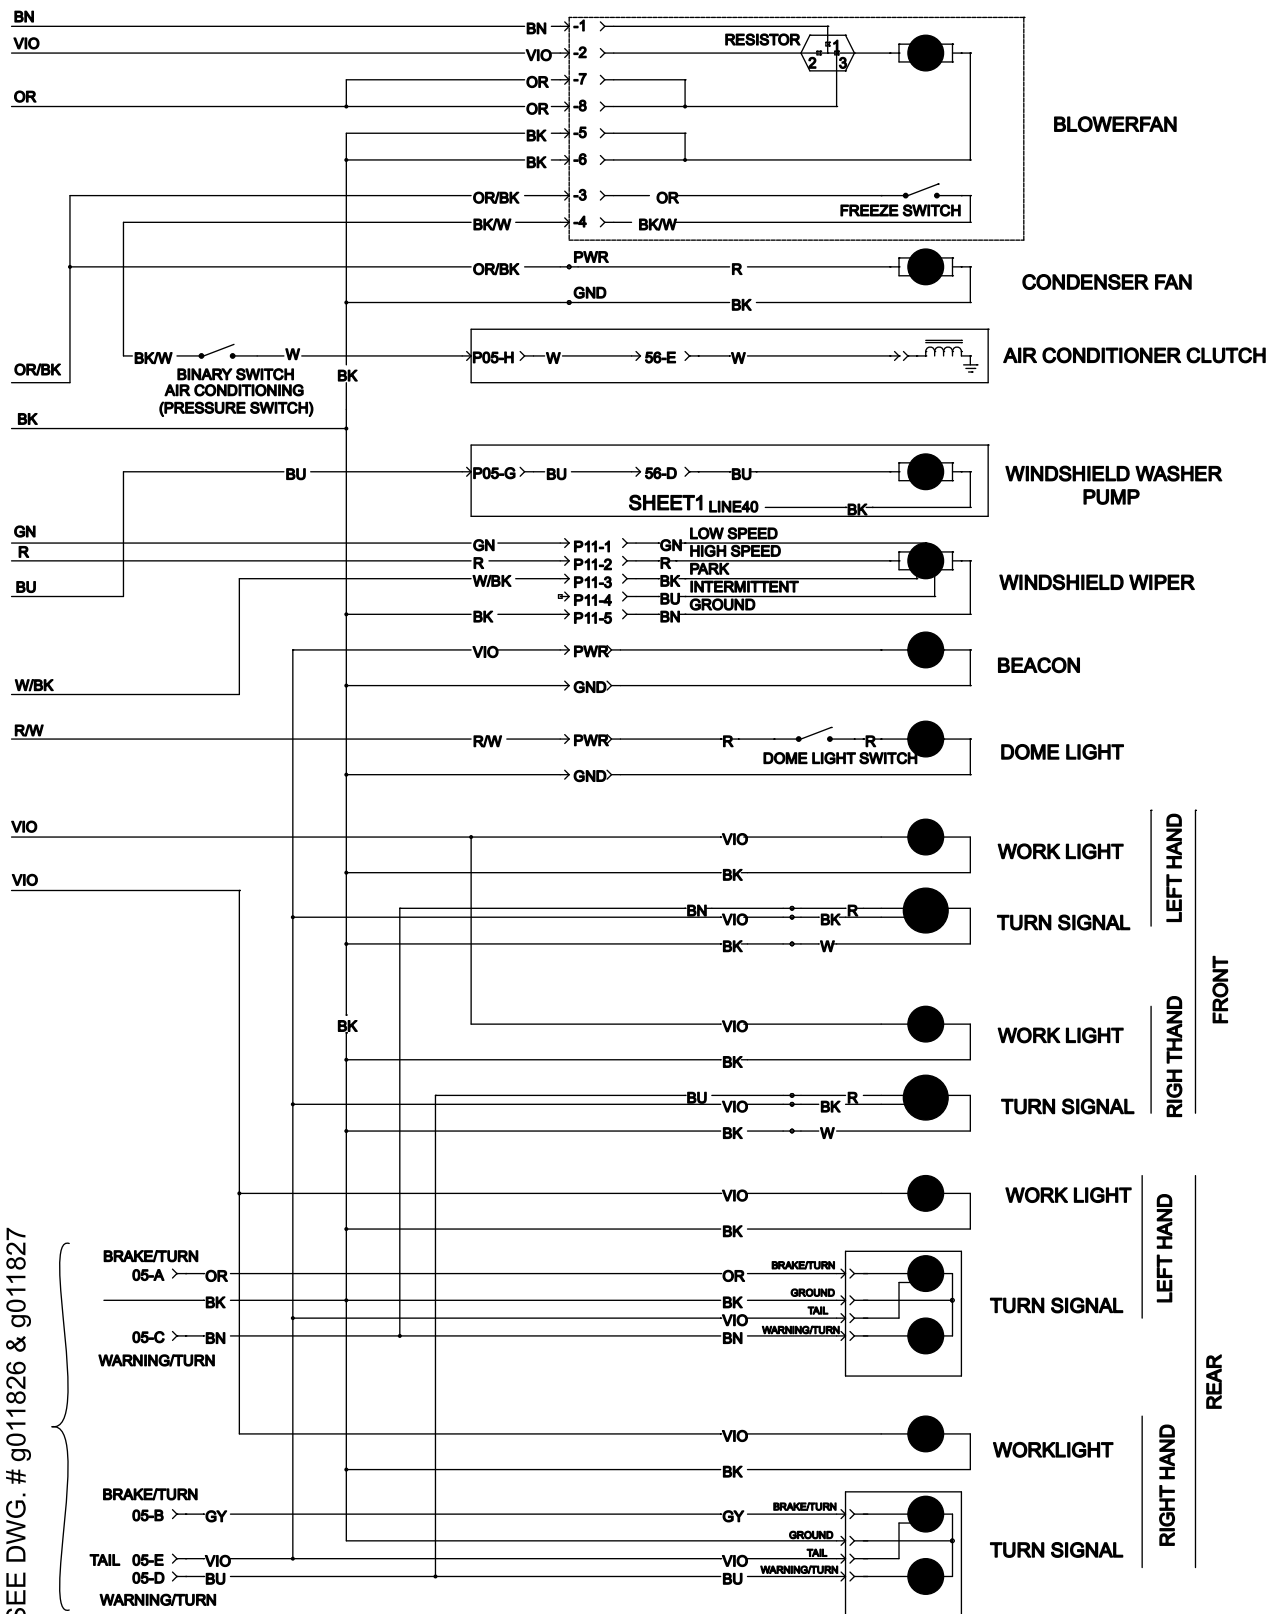 BN BN -1
VIO VIO -2 RESISTOR 1 2 3
OR -7
OR OR -8
BLOWERFAN
BK -5
BK -6
OR/BK -3 OR
FREEZE SWITCH
BK/W -4 BK/W
PWR
OR/BK R
CONDENSER FAN
GND
BK
BK/W W P05-H W 56-E W AIR CONDITIONER CLUTCH
OR/BK
BINARY SWITCH
AIR CONDITIONING
(PRESSURE SWITCH)
BK
BK
BU P05-G BU 56-D BU WINDSHIELD WASHER
PUMP
SHEET1 LINE40 BK
GN GN P11-1 GN LOW SPEED
R R P11-2 R HIGH SPEED
W/BK P11-3 BK PARK
WINDSHIELD WIPER
BU P11-4 BU INTERMITTENT
BK P11-5 BN GROUND
VIO PWR
BEACON
W/BK GND
R/W R/W PWR R R
DOME LIGHT SWITCH
DOME LIGHT
GND
VIO VIO
WORK LIGHT
BK
VIO
BN R
VIO BK
TURN SIGNAL
BK W
LEFT HAND
BK
VIO
WORK LIGHT
BK
BU R
VIO BK
TURN SIGNAL
BK W
RIGH THAND
FRONT
VIO WORK LIGHT
BK
BRAKE/TURN
05-A OR OR BRAKE/TURN
BK BK GROUND
VIO TAIL
TURN SIGNAL
05-C BN BN WARNING/TURN
WARNING/TURN
LEFT HAND
VIO
WORKLIGHT
BK
BRAKE/TURN
05-B GY GY BRAKE/TURN
GROUND
TAIL 05-E VIO VIO TAIL
TURN SIGNAL
05-D BU BU WARNING/TURN
WARNING/TURN
RIGHT HAND
REAR
SEE DWG. # g011826 & g011827